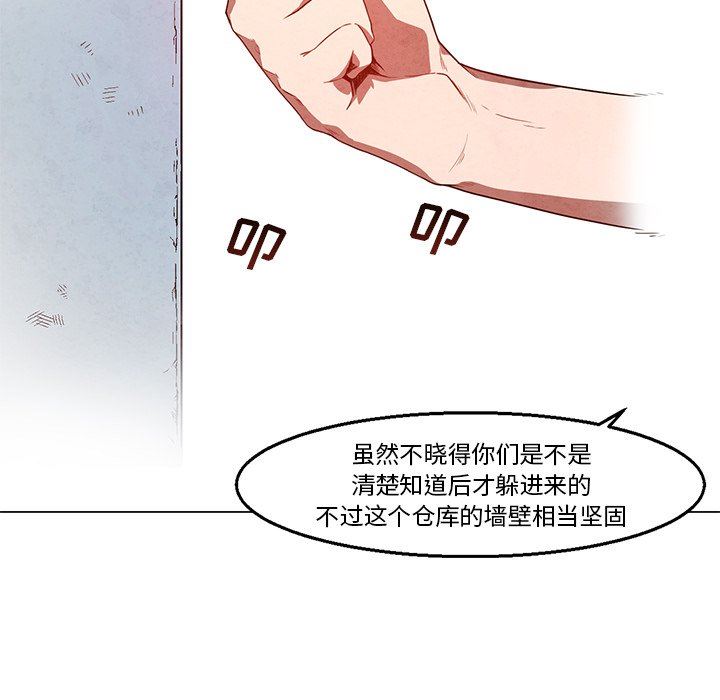 叩
叩
虽然不晓得你们是不是
清楚知道后才躲进来的
不过这个仓库的墙壁相当坚固